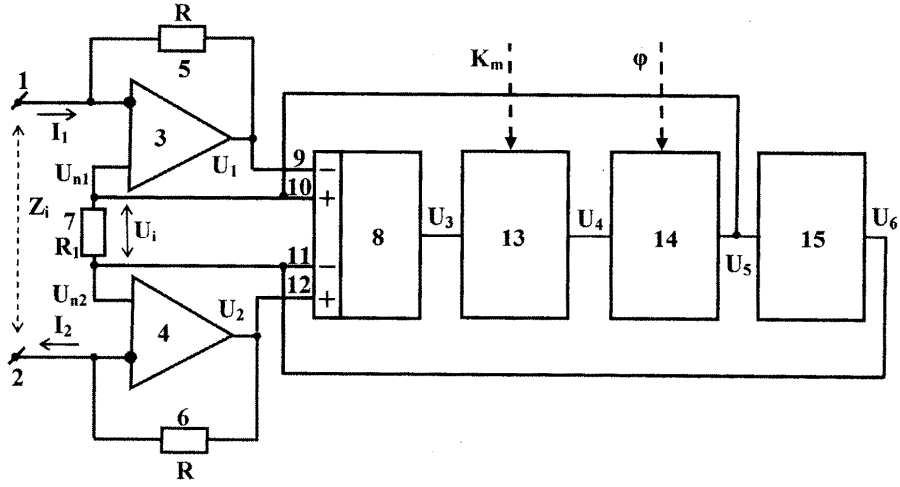 R
5
1
I₁
3
U₁
Uₙ₁
Kₘ
φ
9
−
10
+
Zᵢ
7
R₁
Uᵢ
8
U₃
13
U₄
14
U₅
15
U₆
11
−
12
+
Uₙ₂
U₂
4
I₂
2
6
R